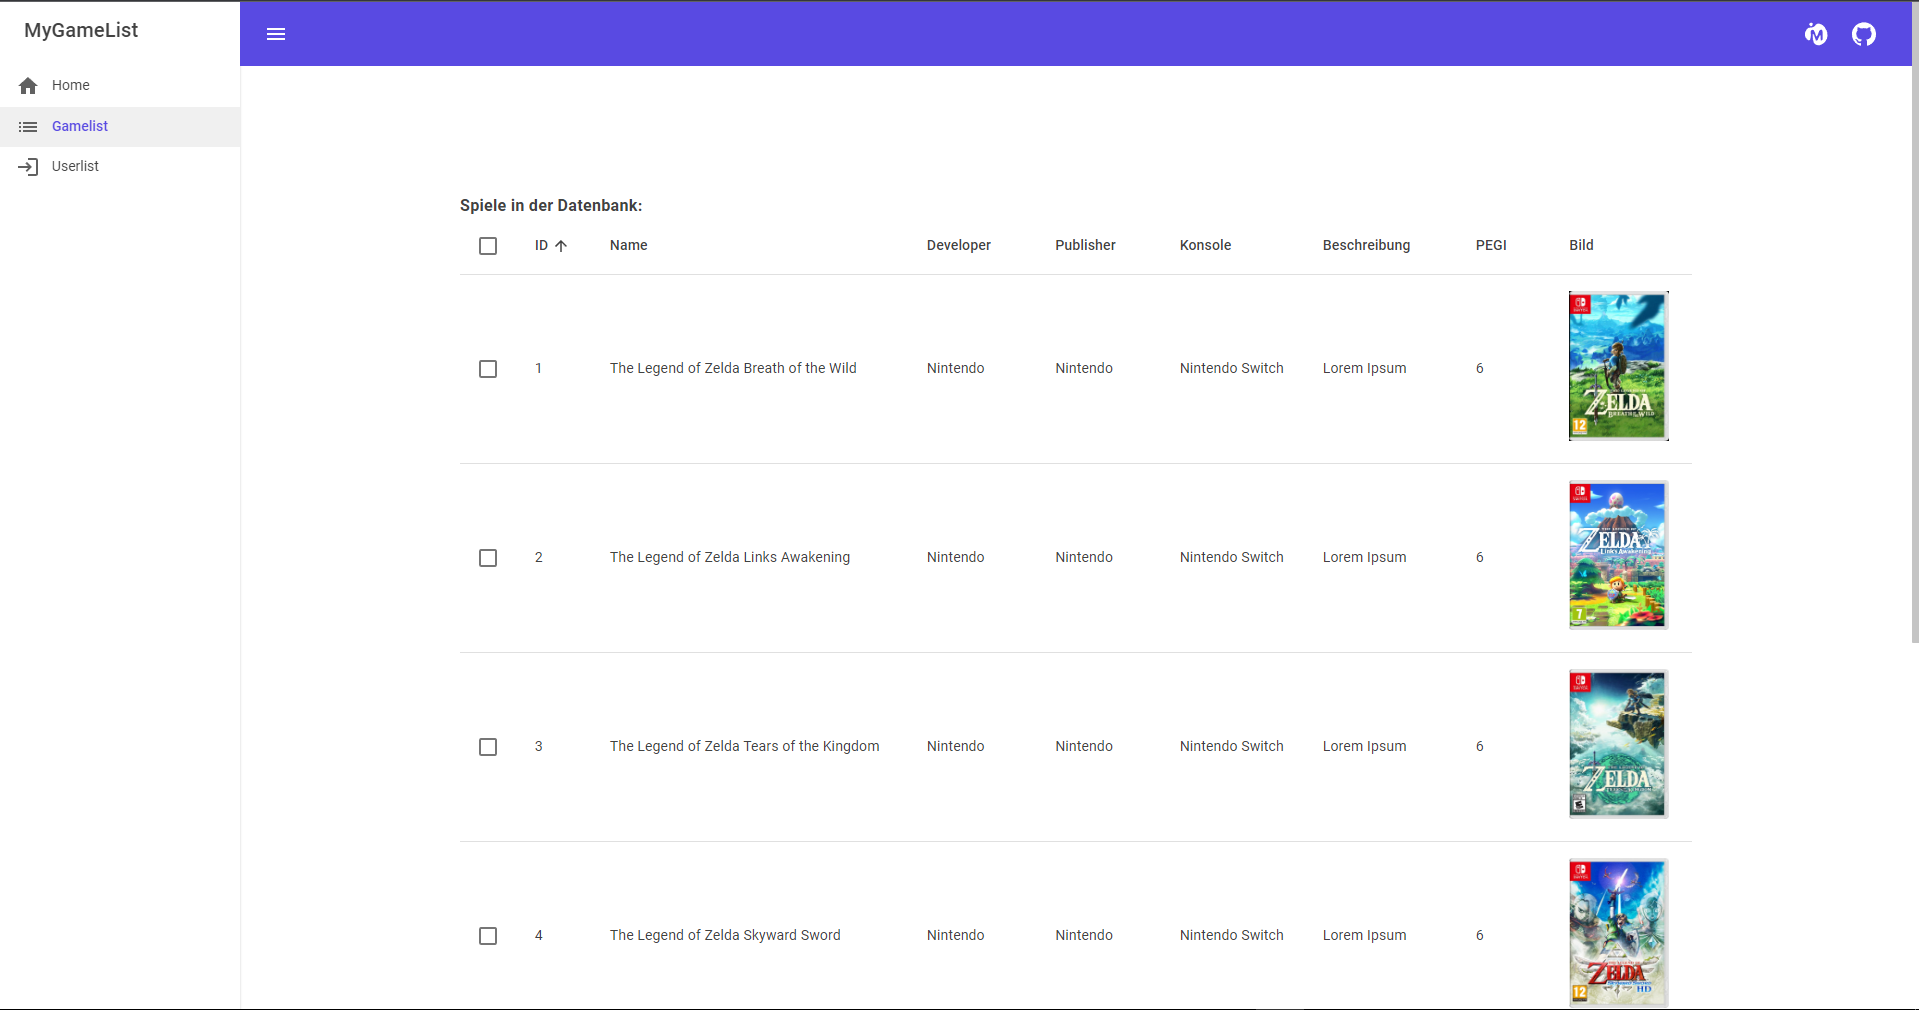 MyGameList
Home
Gamelist
Userlist
Spiele in der Datenbank:
ID Name Developer Publisher Konsole Beschreibung PEGI Bild
1 The Legend of Zelda Breath of the Wild Nintendo Nintendo Nintendo Switch Lorem Ipsum 6
ZELDA
BREATH OF THE WILD
12
2 The Legend of Zelda Links Awakening Nintendo Nintendo Nintendo Switch Lorem Ipsum 6
ZELDA
Link's Awakening
7
3 The Legend of Zelda Tears of the Kingdom Nintendo Nintendo Nintendo Switch Lorem Ipsum 6
ZELDA
E
4 The Legend of Zelda Skyward Sword Nintendo Nintendo Nintendo Switch Lorem Ipsum 6
ZELDA
HD
12